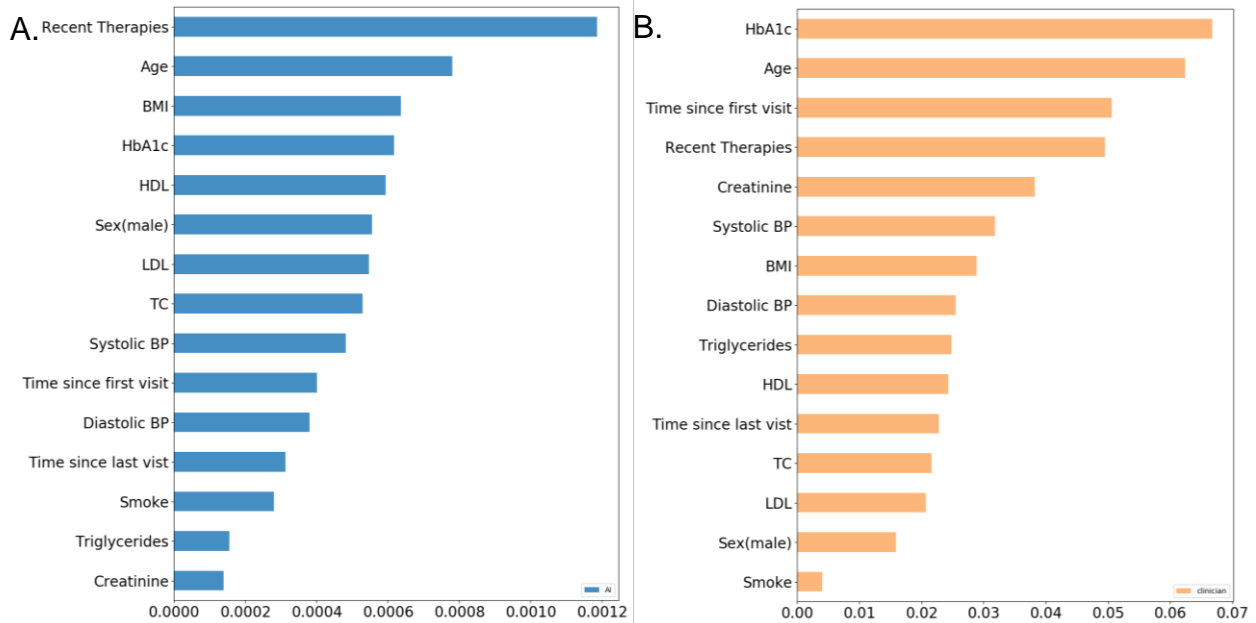 A.
Recent Therapies
Age
BMI
HbA1c
HDL
Sex(male)
LDL
TC
Systolic BP
Time since first visit
Diastolic BP
Time since last vist
Smoke
Triglycerides
Creatinine
AI
0.0000 0.0002 0.0004 0.0006 0.0008 0.0010 0.0012
B.
HbA1c
Age
Time since first visit
Recent Therapies
Creatinine
Systolic BP
BMI
Diastolic BP
Triglycerides
HDL
Time since last vist
TC
LDL
Sex(male)
Smoke
clinician
0.00 0.01 0.02 0.03 0.04 0.05 0.06 0.07